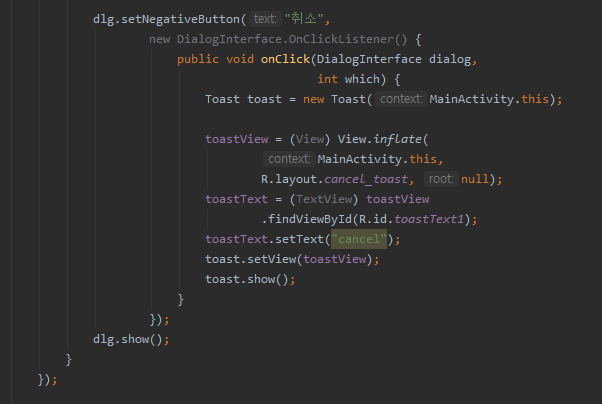 dlg.setNegativeButton( text: "취소",
new DialogInterface.OnClickListener() {
public void onClick(DialogInterface dialog,
int which) {
Toast toast = new Toast( context: MainActivity.this);
toastView = (View) View.inflate(
context: MainActivity.this,
R.layout.cancel_toast, root: null);
toastText = (TextView) toastView
.findViewById(R.id.toastText1);
toastText.setText("cancel");
toast.setView(toastView);
toast.show();
}
});
dlg.show();
}
});